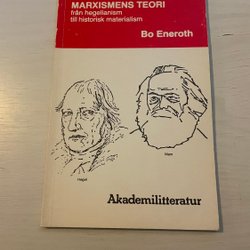 MARXISMENS TEORI
från hegelianism
till historisk materialism
Bo Eneroth
Hegel
Marx
Akademilitteratur